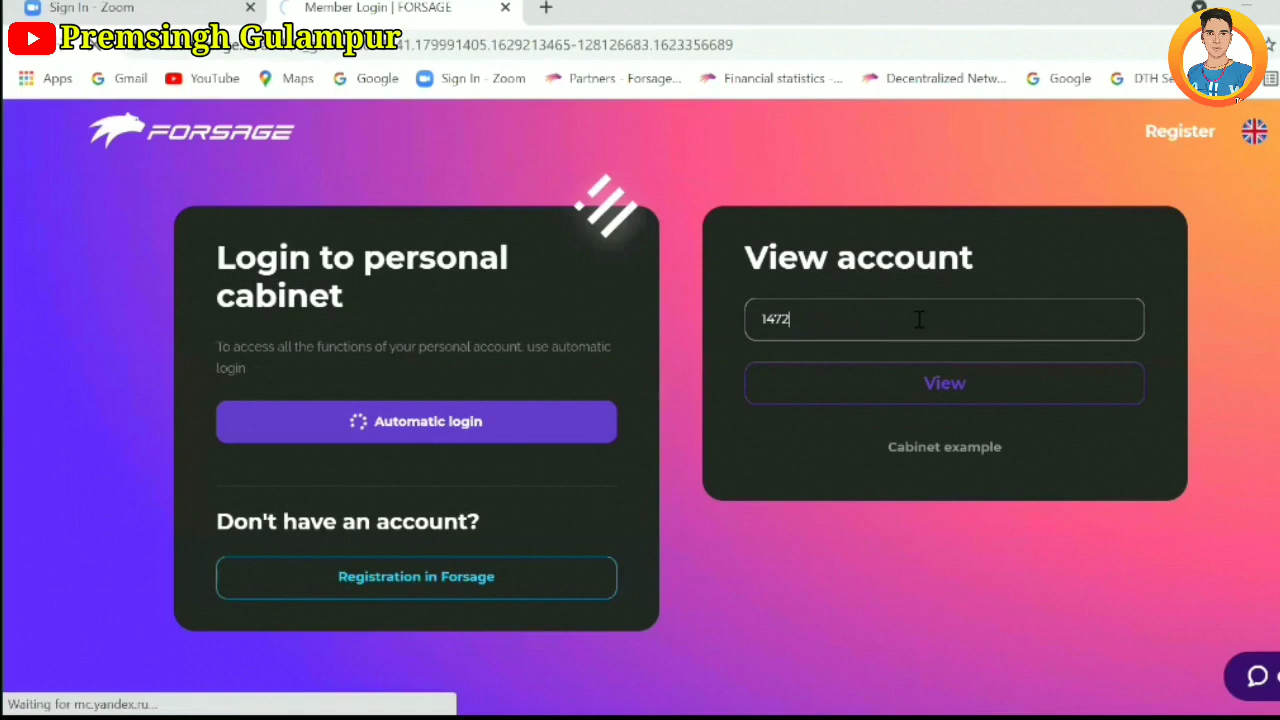 Sign In - Zoom
Member Login | FORSAGE
Premsingh Gulampur
41.179991405.1629213465-128126683.1623356689
Apps
Gmail
YouTube
Maps
Google
Sign In - Zoom
Partners - Forsage...
Financial statistics -...
Decentralized Netw...
Google
DTH Se
FORSAGE
Register
Login to personal
cabinet
To access all the functions of your personal account, use automatic
login
Automatic login
Don't have an account?
Registration in Forsage
View account
1472
View
Cabinet example
Waiting for mc.yandex.ru...